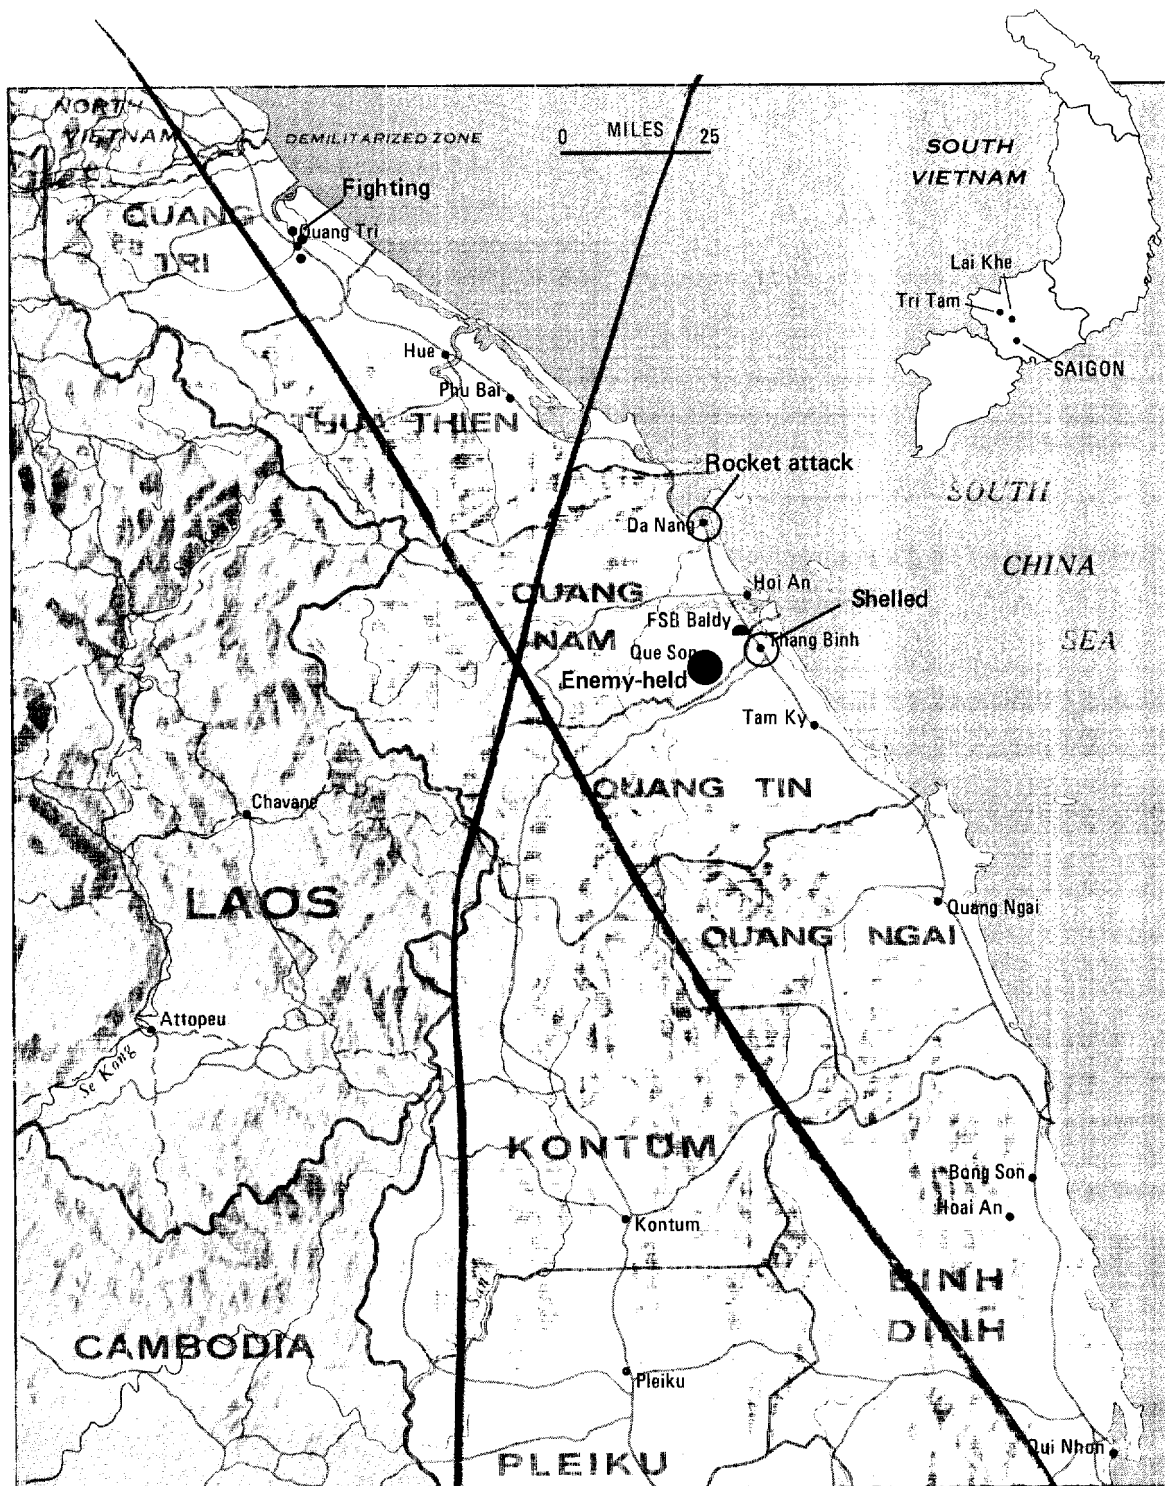 NORTH
VIETNAM
DEMILITARIZED ZONE
0 MILES 25
SOUTH
VIETNAM
Fighting
QUANG
TRI
Quang Tri
Lai Khe
Tri Tam
SAIGON
Hue
Phu Bai
THUA THIEN
Rocket attack
SOUTH
CHINA
SEA
Da Nang
QUANG
NAM
Hoi An
Shelled
FSB Baldy
Thang Binh
Que Son
Enemy-held
Tam Ky
QUANG TIN
Chavane
LAOS
Quang Ngai
QUANG NGAI
Attopeu
Se Kong
KONTUM
Bong Son
Hoai An
Kontum
San
BINH
DINH
CAMBODIA
Pleiku
PLEIKU
Qui Nhon